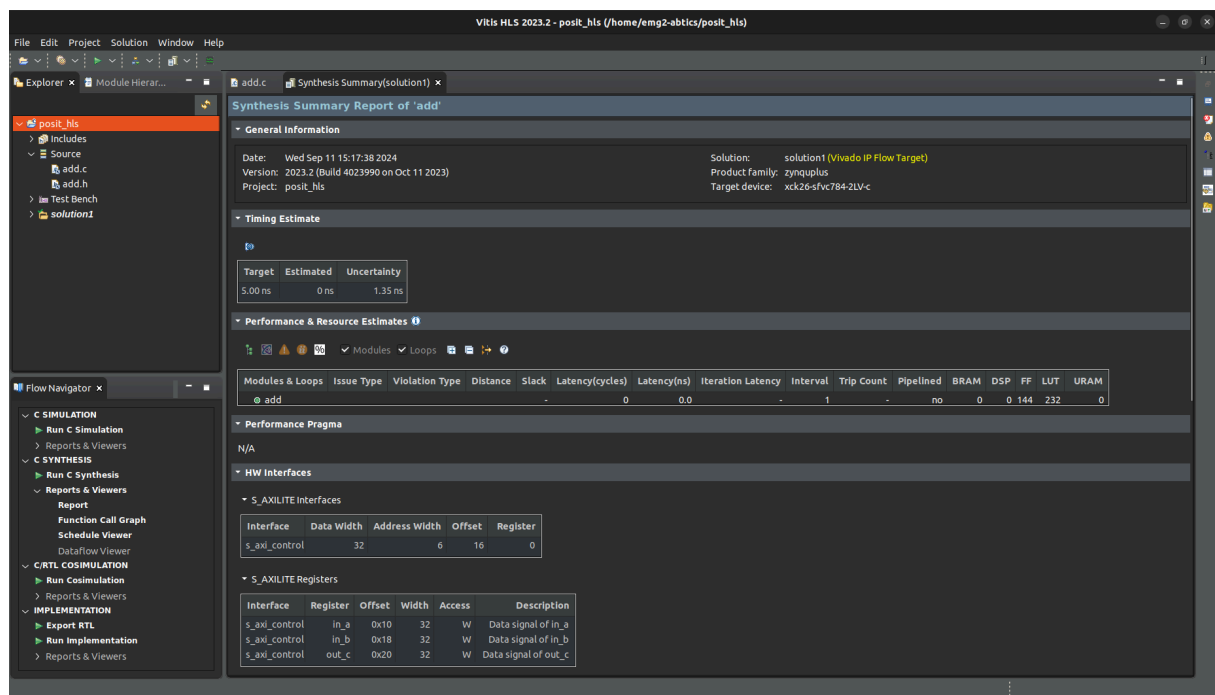 Vitis HLS 2023.2 - posit_hls (/home/emg2-abtics/posit_hls)
File Edit Project Solution Window Help
Explorer Module Hierar...
posit_hls
Includes
Source
add.c
add.h
Test Bench
solution1
Flow Navigator
C SIMULATION
Run C Simulation
Reports & Viewers
C SYNTHESIS
Run C Synthesis
Reports & Viewers
Report
Function Call Graph
Schedule Viewer
Dataflow Viewer
C/RTL COSIMULATION
Run Cosimulation
Reports & Viewers
IMPLEMENTATION
Export RTL
Run Implementation
Reports & Viewers
add.c Synthesis Summary(solution1)
Synthesis Summary Report of 'add'
General Information
Date: Wed Sep 11 15:17:38 2024
Version: 2023.2 (Build 4023990 on Oct 11 2023)
Project: posit_hls
Solution: solution1 (Vivado IP Flow Target)
Product family: zynquplus
Target device: xck26-sfvc784-2LV-c
Timing Estimate
Target Estimated Uncertainty
5.00 ns 0 ns 1.35 ns
Performance & Resource Estimates
% Modules Loops
Modules & Loops Issue Type Violation Type Distance Slack Latency(cycles) Latency(ns) Iteration Latency Interval Trip Count Pipelined BRAM DSP FF LUT URAM
add - 0 0.0 - 1 - no 0 0 144 232 0
Performance Pragma
N/A
HW Interfaces
S_AXILITE Interfaces
Interface Data Width Address Width Offset Register
s_axi_control 32 6 16 0
S_AXILITE Registers
Interface Register Offset Width Access Description
s_axi_control in_a 0x10 32 W Data signal of in_a
s_axi_control in_b 0x18 32 W Data signal of in_b
s_axi_control out_c 0x20 32 W Data signal of out_c